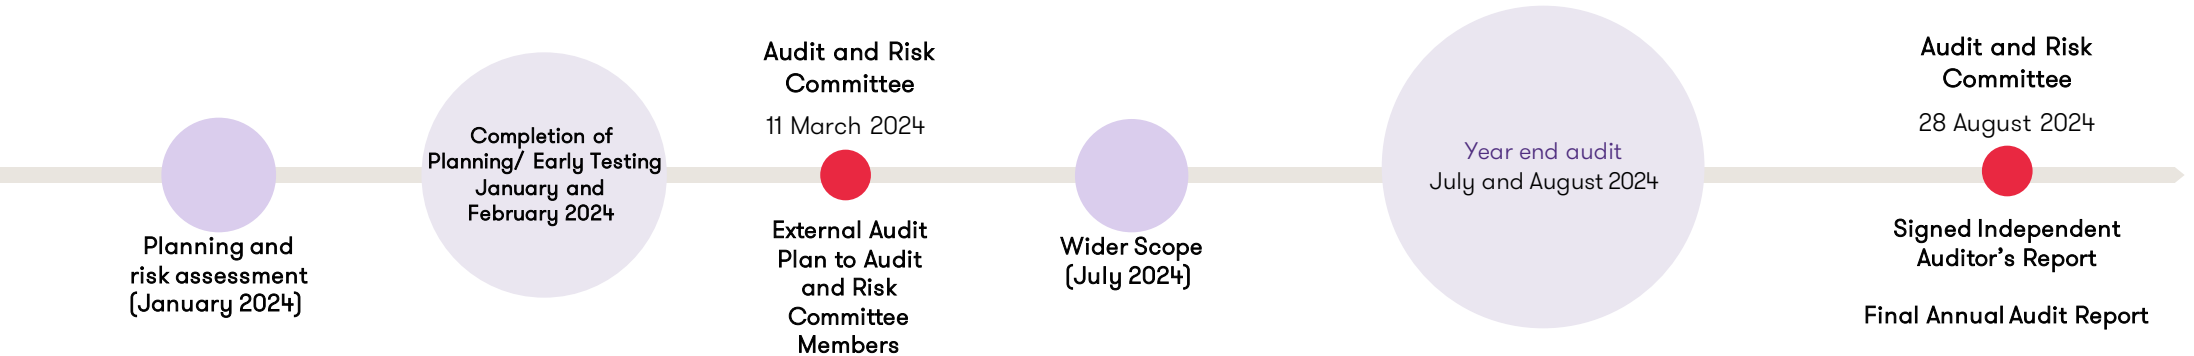 Planning and
risk assessment
(January 2024)
Completion of
Planning/ Early Testing
January and
February 2024
Audit and Risk
Committee
11 March 2024
External Audit
Plan to Audit
and Risk
Committee
Members
Wider Scope
(July 2024)
Year end audit
July and August 2024
Audit and Risk
Committee
28 August 2024
Signed Independent
Auditor's Report
Final Annual Audit Report